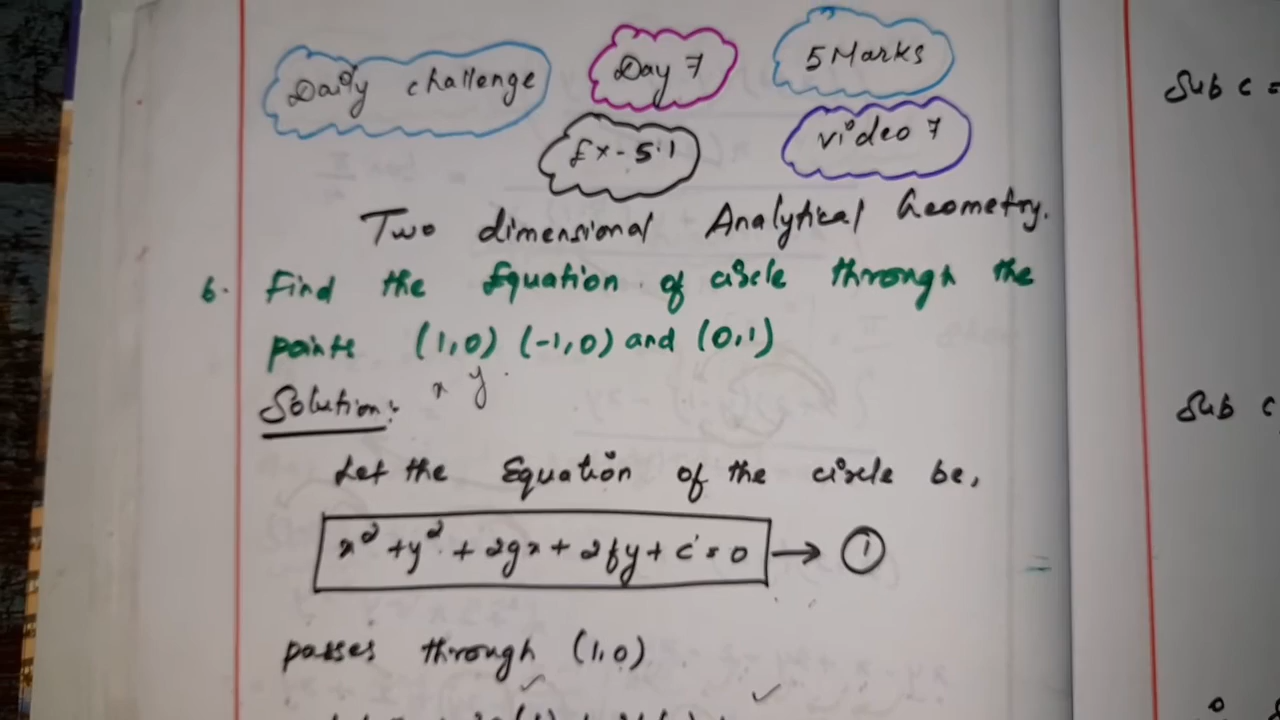 Daily challenge
Day 7
5 Marks
Ex - 5.1
video 7
Two dimensional Analytical Geometry.
6. Find the Equation of circle through the
points (1,0) (-1,0) and (0,1)
x y
Solution:
Let the Equation of the circle be,
x² + y² + 2gx + 2fy + c = 0 → ①
passes through (1,0)
Sub c =
Sub c